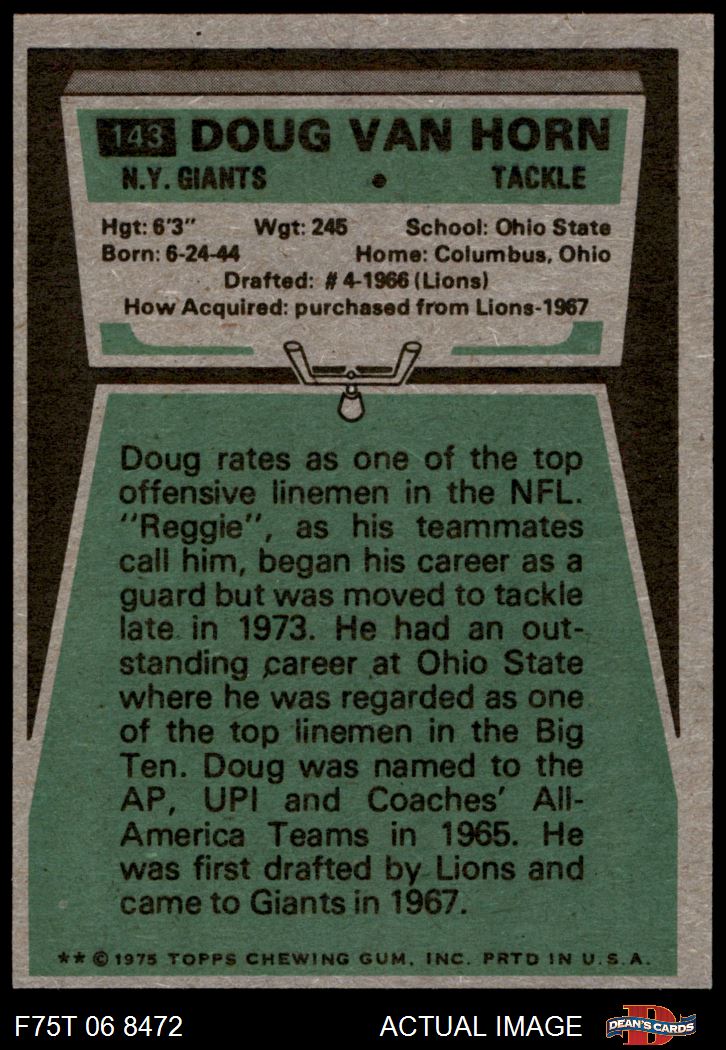 143 DOUG VAN HORN
N.Y. GIANTS • TACKLE
Hgt: 6'3" Wgt: 245 School: Ohio State
Born: 6-24-44 Home: Columbus, Ohio
Drafted: #4-1966 (Lions)
How Acquired: purchased from Lions-1967
Doug rates as one of the top
offensive linemen in the NFL.
"Reggie", as his teammates
call him, began his career as a
guard but was moved to tackle
late in 1973. He had an out-
standing career at Ohio State
where he was regarded as one
of the top linemen in the Big
Ten. Doug was named to the
AP, UPI and Coaches' All-
America Teams in 1965. He
was first drafted by Lions and
came to Giants in 1967.
**©1975 TOPPS CHEWING GUM, INC. PRTD IN U.S.A.
F75T 06 8472 ACTUAL IMAGE DEAN'S CARDS